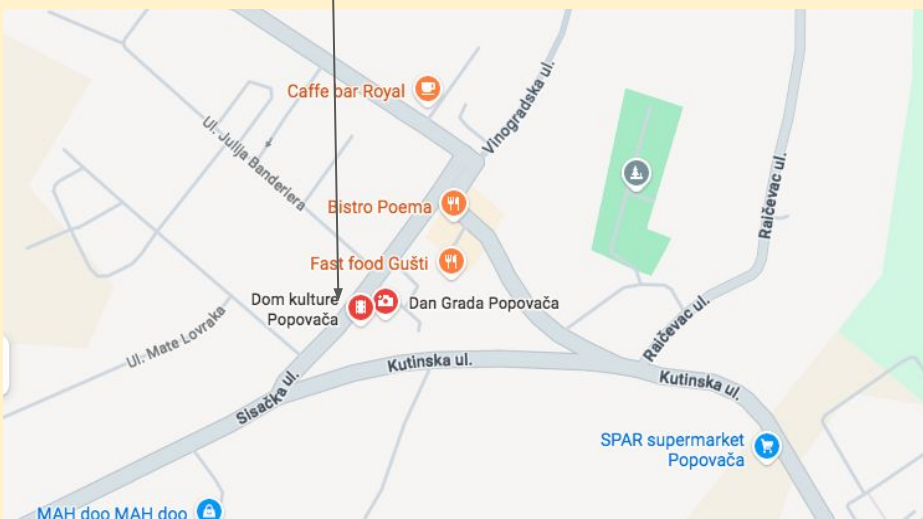 Caffe bar Royal
Vinogradska ul.
Ul. Julija Banderiera
Bistro Poema
Raičevac ul.
Fast food Gušti
Dom kulture
Popovača
Dan Grada Popovača
Ul. Mate Lovraka
Raičevac ul.
Kutinska ul.
Kutinska ul.
Sisačka ul.
SPAR supermarket
Popovača
MAH doo MAH doo